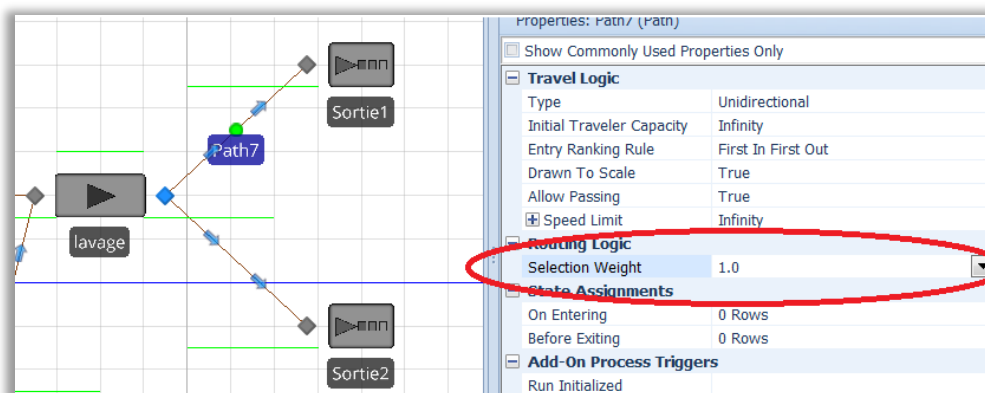 Properties: Path7 (Path)
Show Commonly Used Properties Only
Travel Logic
Type Unidirectional
Initial Traveler Capacity Infinity
Entry Ranking Rule First In First Out
Drawn To Scale True
Allow Passing True
Speed Limit Infinity
Routing Logic
Selection Weight 1.0
State Assignments
On Entering 0 Rows
Before Exiting 0 Rows
Add-On Process Triggers
Run Initialized
Sortie1
Path7
lavage
Sortie2